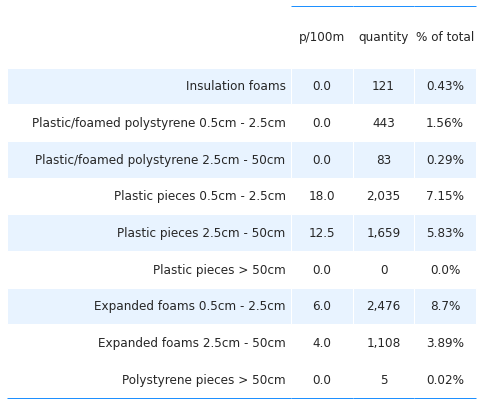 p/100m quantity % of total
Insulation foams 0.0 121 0.43%
Plastic/foamed polystyrene 0.5cm - 2.5cm 0.0 443 1.56%
Plastic/foamed polystyrene 2.5cm - 50cm 0.0 83 0.29%
Plastic pieces 0.5cm - 2.5cm 18.0 2,035 7.15%
Plastic pieces 2.5cm - 50cm 12.5 1,659 5.83%
Plastic pieces > 50cm 0.0 0 0.0%
Expanded foams 0.5cm - 2.5cm 6.0 2,476 8.7%
Expanded foams 2.5cm - 50cm 4.0 1,108 3.89%
Polystyrene pieces > 50cm 0.0 5 0.02%